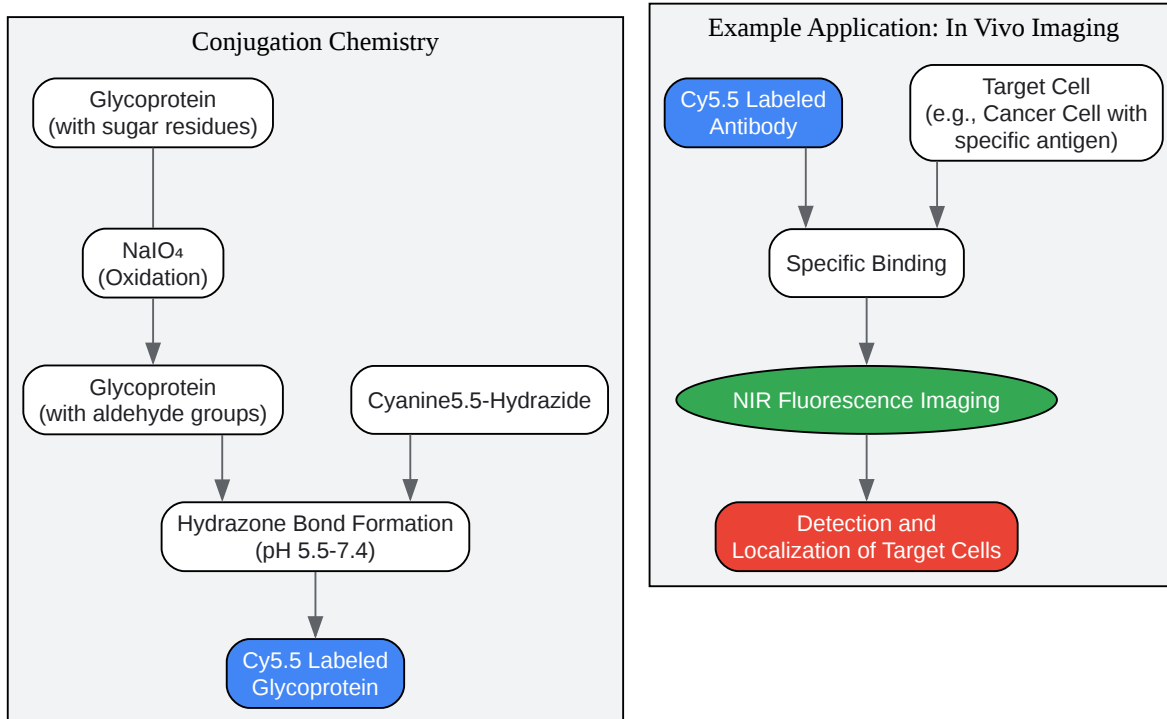 Conjugation Chemistry
Glycoprotein
(with sugar residues)
NaIO₄
(Oxidation)
Glycoprotein
(with aldehyde groups)
Cyanine5.5-Hydrazide
Hydrazone Bond Formation
(pH 5.5-7.4)
Cy5.5 Labeled
Glycoprotein
Example Application: In Vivo Imaging
Cy5.5 Labeled
Antibody
Target Cell
(e.g., Cancer Cell with
specific antigen)
Specific Binding
NIR Fluorescence Imaging
Detection and
Localization of Target Cells